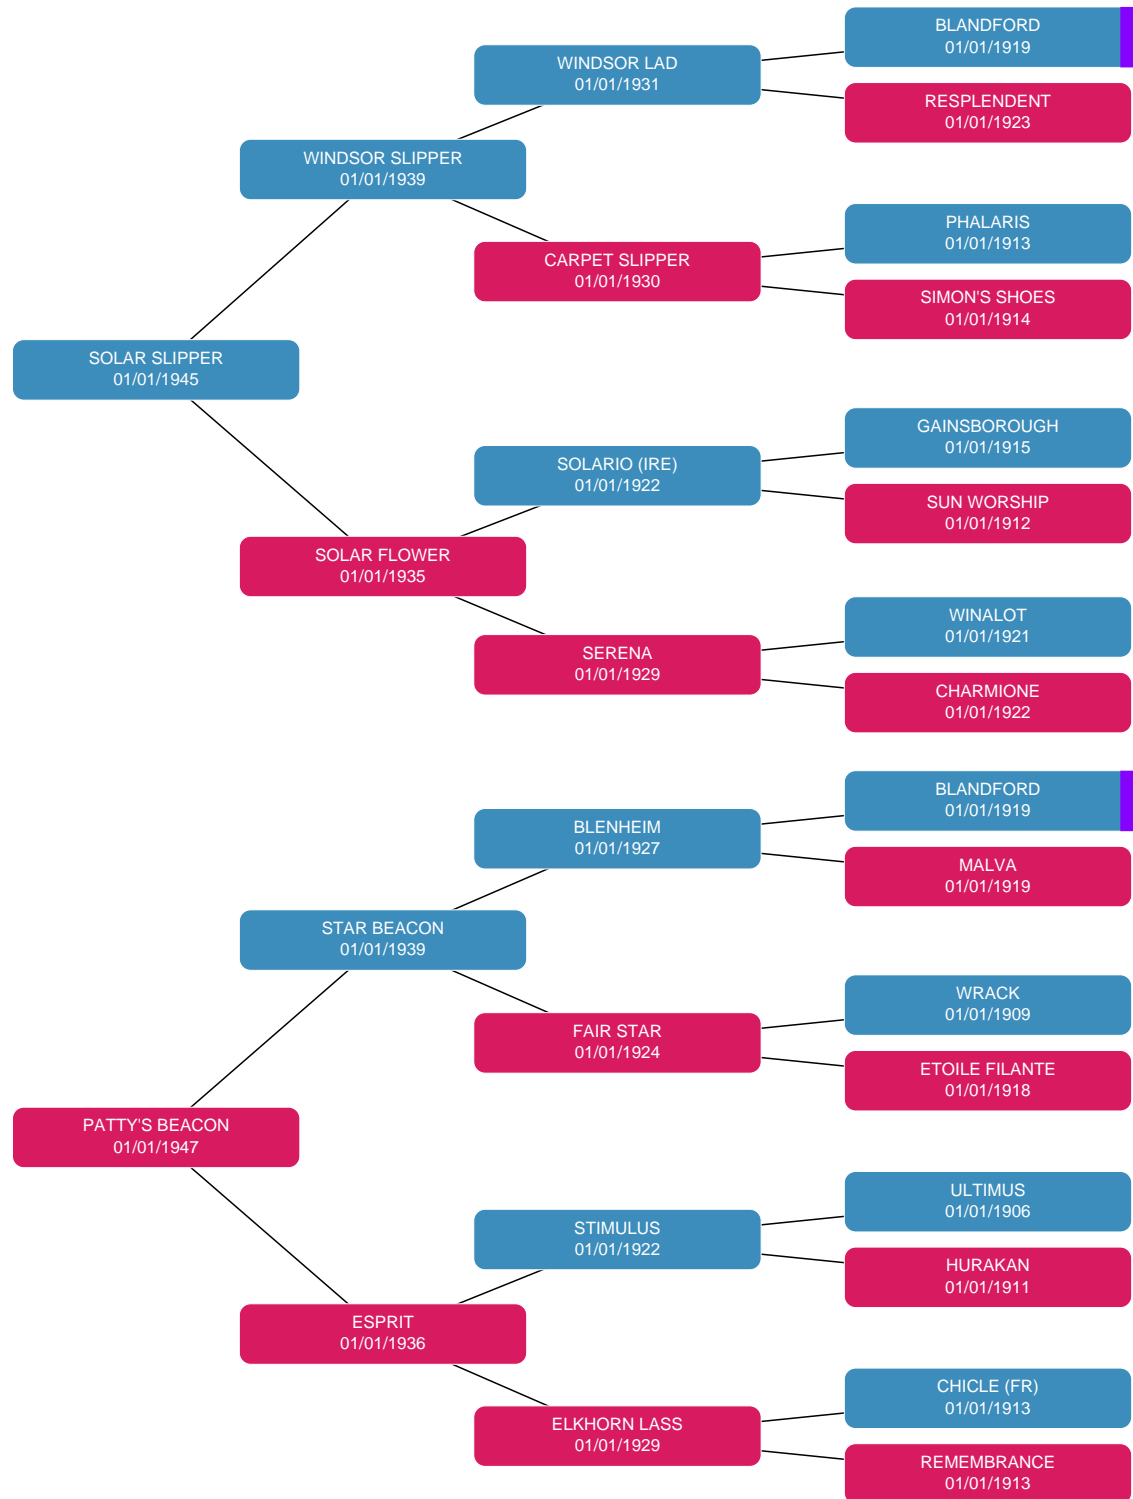 BLANDFORD
01/01/1919
WINDSOR LAD
01/01/1931
RESPLENDENT
01/01/1923
WINDSOR SLIPPER
01/01/1939
PHALARIS
01/01/1913
CARPET SLIPPER
01/01/1930
SIMON'S SHOES
01/01/1914
SOLAR SLIPPER
01/01/1945
GAINSBOROUGH
01/01/1915
SOLARIO (IRE)
01/01/1922
SUN WORSHIP
01/01/1912
SOLAR FLOWER
01/01/1935
WINALOT
01/01/1921
SERENA
01/01/1929
CHARMIONE
01/01/1922
BLANDFORD
01/01/1919
BLENHEIM
01/01/1927
MALVA
01/01/1919
STAR BEACON
01/01/1939
WRACK
01/01/1909
FAIR STAR
01/01/1924
ETOILE FILANTE
01/01/1918
PATTY'S BEACON
01/01/1947
ULTIMUS
01/01/1906
STIMULUS
01/01/1922
HURAKAN
01/01/1911
ESPRIT
01/01/1936
CHICLE (FR)
01/01/1913
ELKHORN LASS
01/01/1929
REMEMBRANCE
01/01/1913